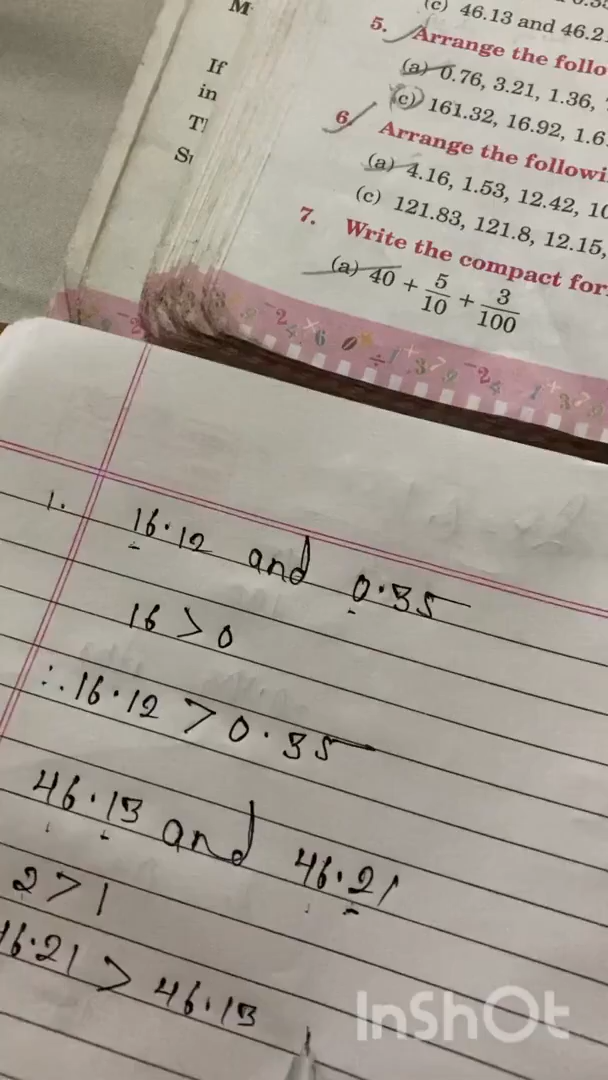 M
(c) 46.13 and 46.2
5. Arrange the follo
(a) 0.76, 3.21, 1.36,
(c) 161.32, 16.92, 1.6
6. Arrange the followi
(a) 4.16, 1.53, 12.42, 10
(c) 121.83, 121.8, 12.15,
7. Write the compact for
(a) 40 + 5/10 + 3/100
If
in
1. 16.12 and 0.35
16 > 0
∴ 16.12 > 0.35
46.13 and 46.21
2 > 1
46.21 > 46.13
InShOt